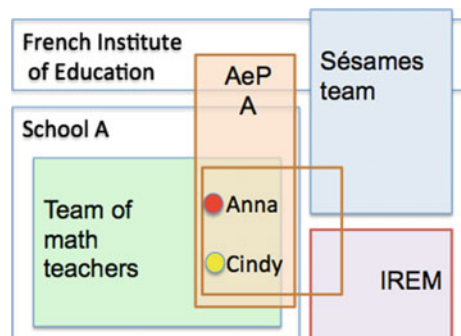 French Institute
of Education
AeP
A
Sésames
team
School A
Team of
math
teachers
Anna
Cindy
IREM